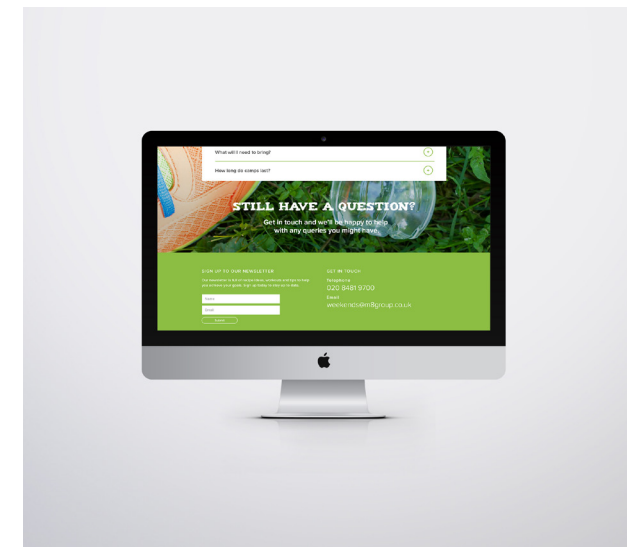 What will I need to bring?
How long do camps last?
STILL HAVE A QUESTION?
Get in touch and we'll be happy to help
with any queries you might have.
SIGN UP TO OUR NEWSLETTER
GET IN TOUCH
Telephone
020 8481 9700
Email
weekends@m8group.co.uk
Name
Email